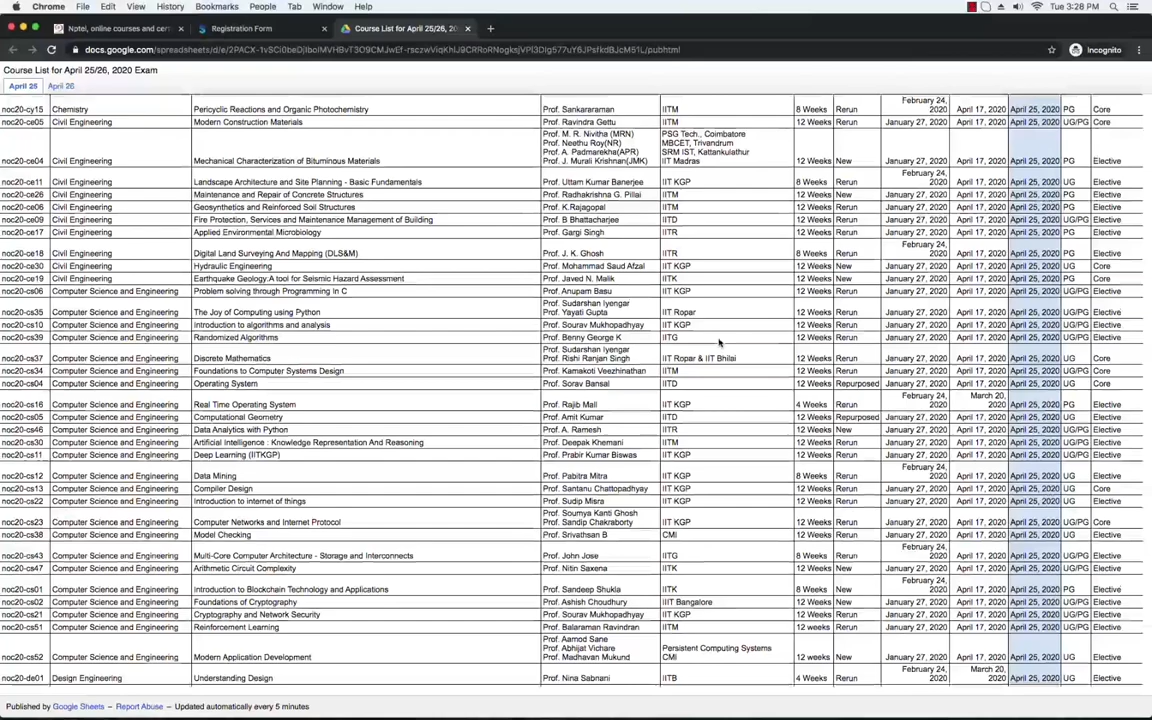 Chrome File Edit View History Bookmarks People Tab Window Help Tue 3:28 PM
Nptel, online courses and cert Registration Form Course List for April 25/26, 20
docs.google.com/spreadsheets/d/e/ Incognito
Course List for April 25/26, 2020 Exam
April 25 April 26
noc20-cy15 Chemistry Pericyclic Reactions and Organic Photochemistry Prof. Sankararaman IITM 8 Weeks Rerun February 24, 2020 April 17, 2020 April 25, 2020 PG Core
noc20-ce05 Civil Engineering Modern Construction Materials Prof. Ravindra Gettu IITM 12 Weeks Rerun January 27, 2020 April 17, 2020 April 25, 2020 UG/PG Core
noc20-ce04 Civil Engineering Mechanical Characterization of Bituminous Materials Prof. M. R. Nivitha (MRN) Prof. Neethu Roy(NR) Prof. A. Padmarekha(APR) Prof. J. Murali Krishnan(JMK) PSG Tech., Coimbatore MBCET, Trivandrum SRM IST, Kattankulathur IIT Madras 12 Weeks New January 27, 2020 April 17, 2020 April 25, 2020 PG Elective
noc20-ce11 Civil Engineering Landscape Architecture and Site Planning - Basic Fundamentals Prof. Uttam Kumar Banerjee IIT KGP 8 Weeks Rerun February 24, 2020 April 17, 2020 April 25, 2020 UG Elective
noc20-ce26 Civil Engineering Maintenance and Repair of Concrete Structures Prof. Radhakrishna G. Pillai IITM 12 Weeks New January 27, 2020 April 17, 2020 April 25, 2020 PG Elective
noc20-ce06 Civil Engineering Geosynthetics and Reinforced Soil Structures Prof. K.Rajagopal IITM 12 Weeks Rerun January 27, 2020 April 17, 2020 April 25, 2020 PG Elective
noc20-ce09 Civil Engineering Fire Protection, Services and Maintenance Management of Building Prof. B Bhattacharjee IITD 12 Weeks Rerun January 27, 2020 April 17, 2020 April 25, 2020 UG/PG Elective
noc20-ce17 Civil Engineering Applied Environmental Microbiology Prof. Gargi Singh IITR 12 Weeks Rerun January 27, 2020 April 17, 2020 April 25, 2020 PG Elective
noc20-ce18 Civil Engineering Digital Land Surveying And Mapping (DLS&M) Prof. J. K. Ghosh IITR 8 Weeks Rerun February 24, 2020 April 17, 2020 April 25, 2020 UG Elective
noc20-ce30 Civil Engineering Hydraulic Engineering Prof. Mohammad Saud Afzal IIT KGP 12 Weeks New January 27, 2020 April 17, 2020 April 25, 2020 UG Core
noc20-ce19 Civil Engineering Earthquake Geology:A tool for Seismic Hazard Assessment Prof. Javed N. Malik IITK 12 Weeks New January 27, 2020 April 17, 2020 April 25, 2020 PG Elective
noc20-cs06 Computer Science and Engineering Problem solving through Programming In C Prof. Anupam Basu IIT KGP 12 Weeks Rerun January 27, 2020 April 17, 2020 April 25, 2020 UG/PG Elective
noc20-cs35 Computer Science and Engineering The Joy of Computing using Python Prof. Sudarshan Iyengar Prof. Yayati Gupta IIT Ropar 12 Weeks Rerun January 27, 2020 April 17, 2020 April 25, 2020 UG/PG Elective
noc20-cs10 Computer Science and Engineering Introduction to algorithms and analysis Prof. Sourav Mukhopadhyay IIT KGP 12 Weeks Rerun January 27, 2020 April 17, 2020 April 25, 2020 UG/PG Elective
noc20-cs39 Computer Science and Engineering Randomized Algorithms Prof. Benny George K IITG 12 Weeks Rerun January 27, 2020 April 17, 2020 April 25, 2020 UG/PG Elective
noc20-cs37 Computer Science and Engineering Discrete Mathematics Prof. Sudarshan Iyengar Prof. Rishi Ranjan Singh IIT Ropar & IIT Bhilai 12 Weeks Rerun January 27, 2020 April 17, 2020 April 25, 2020 UG Core
noc20-cs34 Computer Science and Engineering Foundations to Computer Systems Design Prof. Kamakoti Veezhinathan IITM 12 Weeks Rerun January 27, 2020 April 17, 2020 April 25, 2020 UG Core
noc20-cs04 Computer Science and Engineering Operating System Prof. Sorav Bansal IITD 12 Weeks Repurposed January 27, 2020 April 17, 2020 April 25, 2020 UG Core
noc20-cs16 Computer Science and Engineering Real Time Operating System Prof. Rajib Mall IIT KGP 4 Weeks Rerun February 24, 2020 March 20, 2020 April 25, 2020 PG Elective
noc20-cs05 Computer Science and Engineering Computational Geometry Prof. Amit Kumar IITD 12 Weeks Repurposed January 27, 2020 April 17, 2020 April 25, 2020 UG Elective
noc20-cs46 Computer Science and Engineering Data Analytics with Python Prof. A. Ramesh IITR 12 Weeks New January 27, 2020 April 17, 2020 April 25, 2020 UG/PG Elective
noc20-cs30 Computer Science and Engineering Artificial Intelligence : Knowledge Representation And Reasoning Prof. Deepak Khemani IITM 12 Weeks Rerun January 27, 2020 April 17, 2020 April 25, 2020 UG/PG Elective
noc20-cs11 Computer Science and Engineering Deep Learning (IITKGP) Prof. Prabir Kumar Biswas IIT KGP 12 Weeks Rerun January 27, 2020 April 17, 2020 April 25, 2020 UG/PG Elective
noc20-cs12 Computer Science and Engineering Data Mining Prof. Pabitra Mitra IIT KGP 8 Weeks Rerun February 24, 2020 April 17, 2020 April 25, 2020 UG Elective
noc20-cs13 Computer Science and Engineering Compiler Design Prof. Santanu Chattopadhyay IIT KGP 12 Weeks Rerun January 27, 2020 April 17, 2020 April 25, 2020 UG Core
noc20-cs22 Computer Science and Engineering Introduction to internet of things Prof. Sudip Misra IIT KGP 12 Weeks Rerun January 27, 2020 April 17, 2020 April 25, 2020 UG/PG Elective
noc20-cs23 Computer Science and Engineering Computer Networks and Internet Protocol Prof. Soumya Kanti Ghosh Prof. Sandip Chakraborty IIT KGP 12 Weeks Rerun January 27, 2020 April 17, 2020 April 25, 2020 UG/PG Core
noc20-cs38 Computer Science and Engineering Model Checking Prof. Srivathsan B CMI 12 Weeks Rerun January 27, 2020 April 17, 2020 April 25, 2020 UG Elective
noc20-cs43 Computer Science and Engineering Multi-Core Computer Architecture - Storage and Interconnects Prof. John Jose IITG 8 Weeks Rerun February 24, 2020 April 17, 2020 April 25, 2020 UG/PG Elective
noc20-cs47 Computer Science and Engineering Arithmetic Circuit Complexity Prof. Nitin Saxena IITK 12 Weeks New January 27, 2020 April 17, 2020 April 25, 2020 UG/PG Elective
noc20-cs01 Computer Science and Engineering Introduction to Blockchain Technology and Applications Prof. Sandeep Shukla IITK 8 Weeks New February 24, 2020 April 17, 2020 April 25, 2020 PG Elective
noc20-cs02 Computer Science and Engineering Foundations of Cryptography Prof. Ashish Choudhury IIIT Bangalore 12 Weeks New January 27, 2020 April 17, 2020 April 25, 2020 UG/PG Elective
noc20-cs21 Computer Science and Engineering Cryptography and Network Security Prof. Sourav Mukhopadhyay IIT KGP 12 Weeks Rerun January 27, 2020 April 17, 2020 April 25, 2020 UG/PG Elective
noc20-cs51 Computer Science and Engineering Reinforcement Learning Prof. Balaraman Ravindran IITM 12 weeks Rerun January 27, 2020 April 17, 2020 April 25, 2020 UG/PG Elective
noc20-cs52 Computer Science and Engineering Modern Application Development Prof. Aamod Sane Prof. Abhijat Vichare Prof. Madhavan Mukund Persistent Computing Systems CMI 12 weeks New January 27, 2020 April 17, 2020 April 25, 2020 UG Elective
noc20-de01 Design Engineering Understanding Design Prof. Nina Sabnani IITB 4 Weeks Rerun February 24, 2020 March 20, 2020 April 25, 2020 UG Elective
Published by Google Sheets – Report Abuse – Updated automatically every 5 minutes